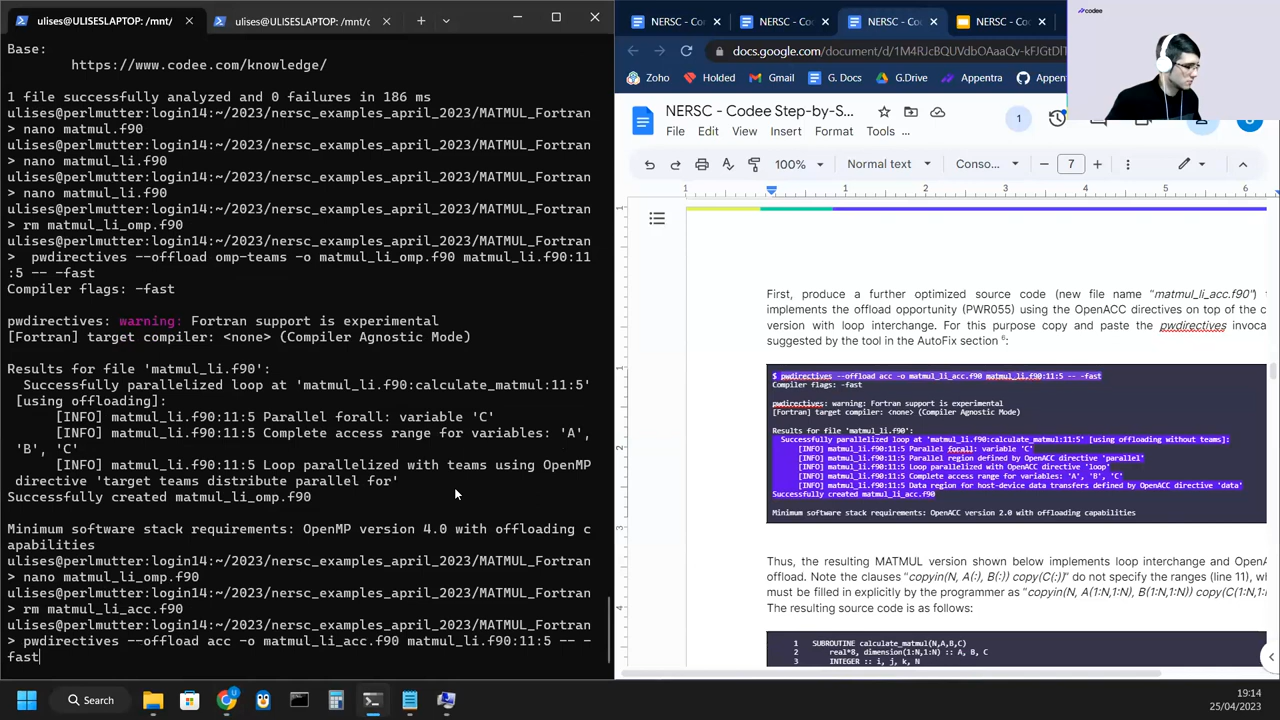 ulises@ULISESLAPTOP: /mnt/
ulises@ULISESLAPTOP: /mnt/c
Base:
https://www.codee.com/knowledge/
1 file successfully analyzed and 0 failures in 186 ms
ulises@perlmutter:login14:~/2023/nersc_examples_april_2023/MATMUL_Fortran
> nano matmul.f90
ulises@perlmutter:login14:~/2023/nersc_examples_april_2023/MATMUL_Fortran
> nano matmul_li.f90
ulises@perlmutter:login14:~/2023/nersc_examples_april_2023/MATMUL_Fortran
> nano matmul_li.f90
ulises@perlmutter:login14:~/2023/nersc_examples_april_2023/MATMUL_Fortran
> rm matmul_li_omp.f90
ulises@perlmutter:login14:~/2023/nersc_examples_april_2023/MATMUL_Fortran
> pwdirectives --offload omp-teams -o matmul_li_omp.f90 matmul_li.f90:11
:5 -- -fast
Compiler flags: -fast
pwdirectives: warning: Fortran support is experimental
[Fortran] target compiler: <none> (Compiler Agnostic Mode)
Results for file 'matmul_li.f90':
Successfully parallelized loop at 'matmul_li.f90:calculate_matmul:11:5'
[using offloading]:
[INFO] matmul_li.f90:11:5 Parallel forall: variable 'C'
[INFO] matmul_li.f90:11:5 Complete access range for variables: 'A',
'B', 'C'
[INFO] matmul_li.f90:11:5 Loop parallelized with teams using OpenMP
directive
Successfully created matmul_li_omp.f90
Minimum software stack requirements: OpenMP version 4.0 with offloading c
apabilities
ulises@perlmutter:login14:~/2023/nersc_examples_april_2023/MATMUL_Fortran
> nano matmul_li_omp.f90
ulises@perlmutter:login14:~/2023/nersc_examples_april_2023/MATMUL_Fortran
> rm matmul_li_acc.f90
ulises@perlmutter:login14:~/2023/nersc_examples_april_2023/MATMUL_Fortran
> pwdirectives --offload acc -o matmul_li_acc.f90 matmul_li.f90:11:5 -- -
fast
NERSC - Co
NERSC - Co
NERSC - Co
NERSC - Co
docs.google.com/document/d/1M4RJcBQUVdbOAaaQv-kFJGtDlT
Zoho
Holded
Gmail
G. Docs
G.Drive
Appentra
Appent
codee
NERSC - Codee Step-by-S...
File Edit View Insert Format Tools ...
1
100%
Normal text
Conso...
7
1 1 2 3 4 5 6
First, produce a further optimized source code (new file name "matmul_li_acc.f90") t
implements the offload opportunity (PWR055) using the OpenACC directives on top of the c
version with loop interchange. For this purpose copy and paste the pwdirectives invoca
suggested by the tool in the AutoFix section 6:
$ pwdirectives --offload acc -o matmul_li_acc.f90 matmul_li.f90:11:5 -- -fast
Compiler flags: -fast
pwdirectives: warning: Fortran support is experimental
[Fortran] target compiler: <none> (Compiler Agnostic Mode)
Results for file 'matmul_li.f90':
Successfully parallelized loop at 'matmul_li.f90:calculate_matmul:11:5' [using offloading without teams]:
[INFO] matmul_li.f90:11:5 Parallel forall: variable 'C'
[INFO] matmul_li.f90:11:5 Parallel region defined by OpenACC directive 'parallel'
[INFO] matmul_li.f90:11:5 Loop parallelized with OpenACC directive 'loop'
[INFO] matmul_li.f90:11:5 Complete access range for variables: 'A', 'B', 'C'
[INFO] matmul_li.f90:11:5 Data region for host-device data transfers defined by OpenACC directive 'data'
Successfully created matmul_li_acc.f90
Minimum software stack requirements: OpenACC version 2.0 with offloading capabilities
Thus, the resulting MATMUL version shown below implements loop interchange and OpenA
offload. Note the clauses "copyin(N, A(:), B(:)) copy(C(:))" do not specify the ranges (line 11), wh
must be filled in explicitly by the programmer as "copyin(N, A(1:N,1:N), B(1:N,1:N)) copy(C(1:N,1:N
The resulting source code is as follows:
1 SUBROUTINE calculate_matmul(N,A,B,C)
2 real*8, dimension(1:N,1:N) :: A, B, C
3 INTEGER :: i, j, k, N
Search
19:14
25/04/2023